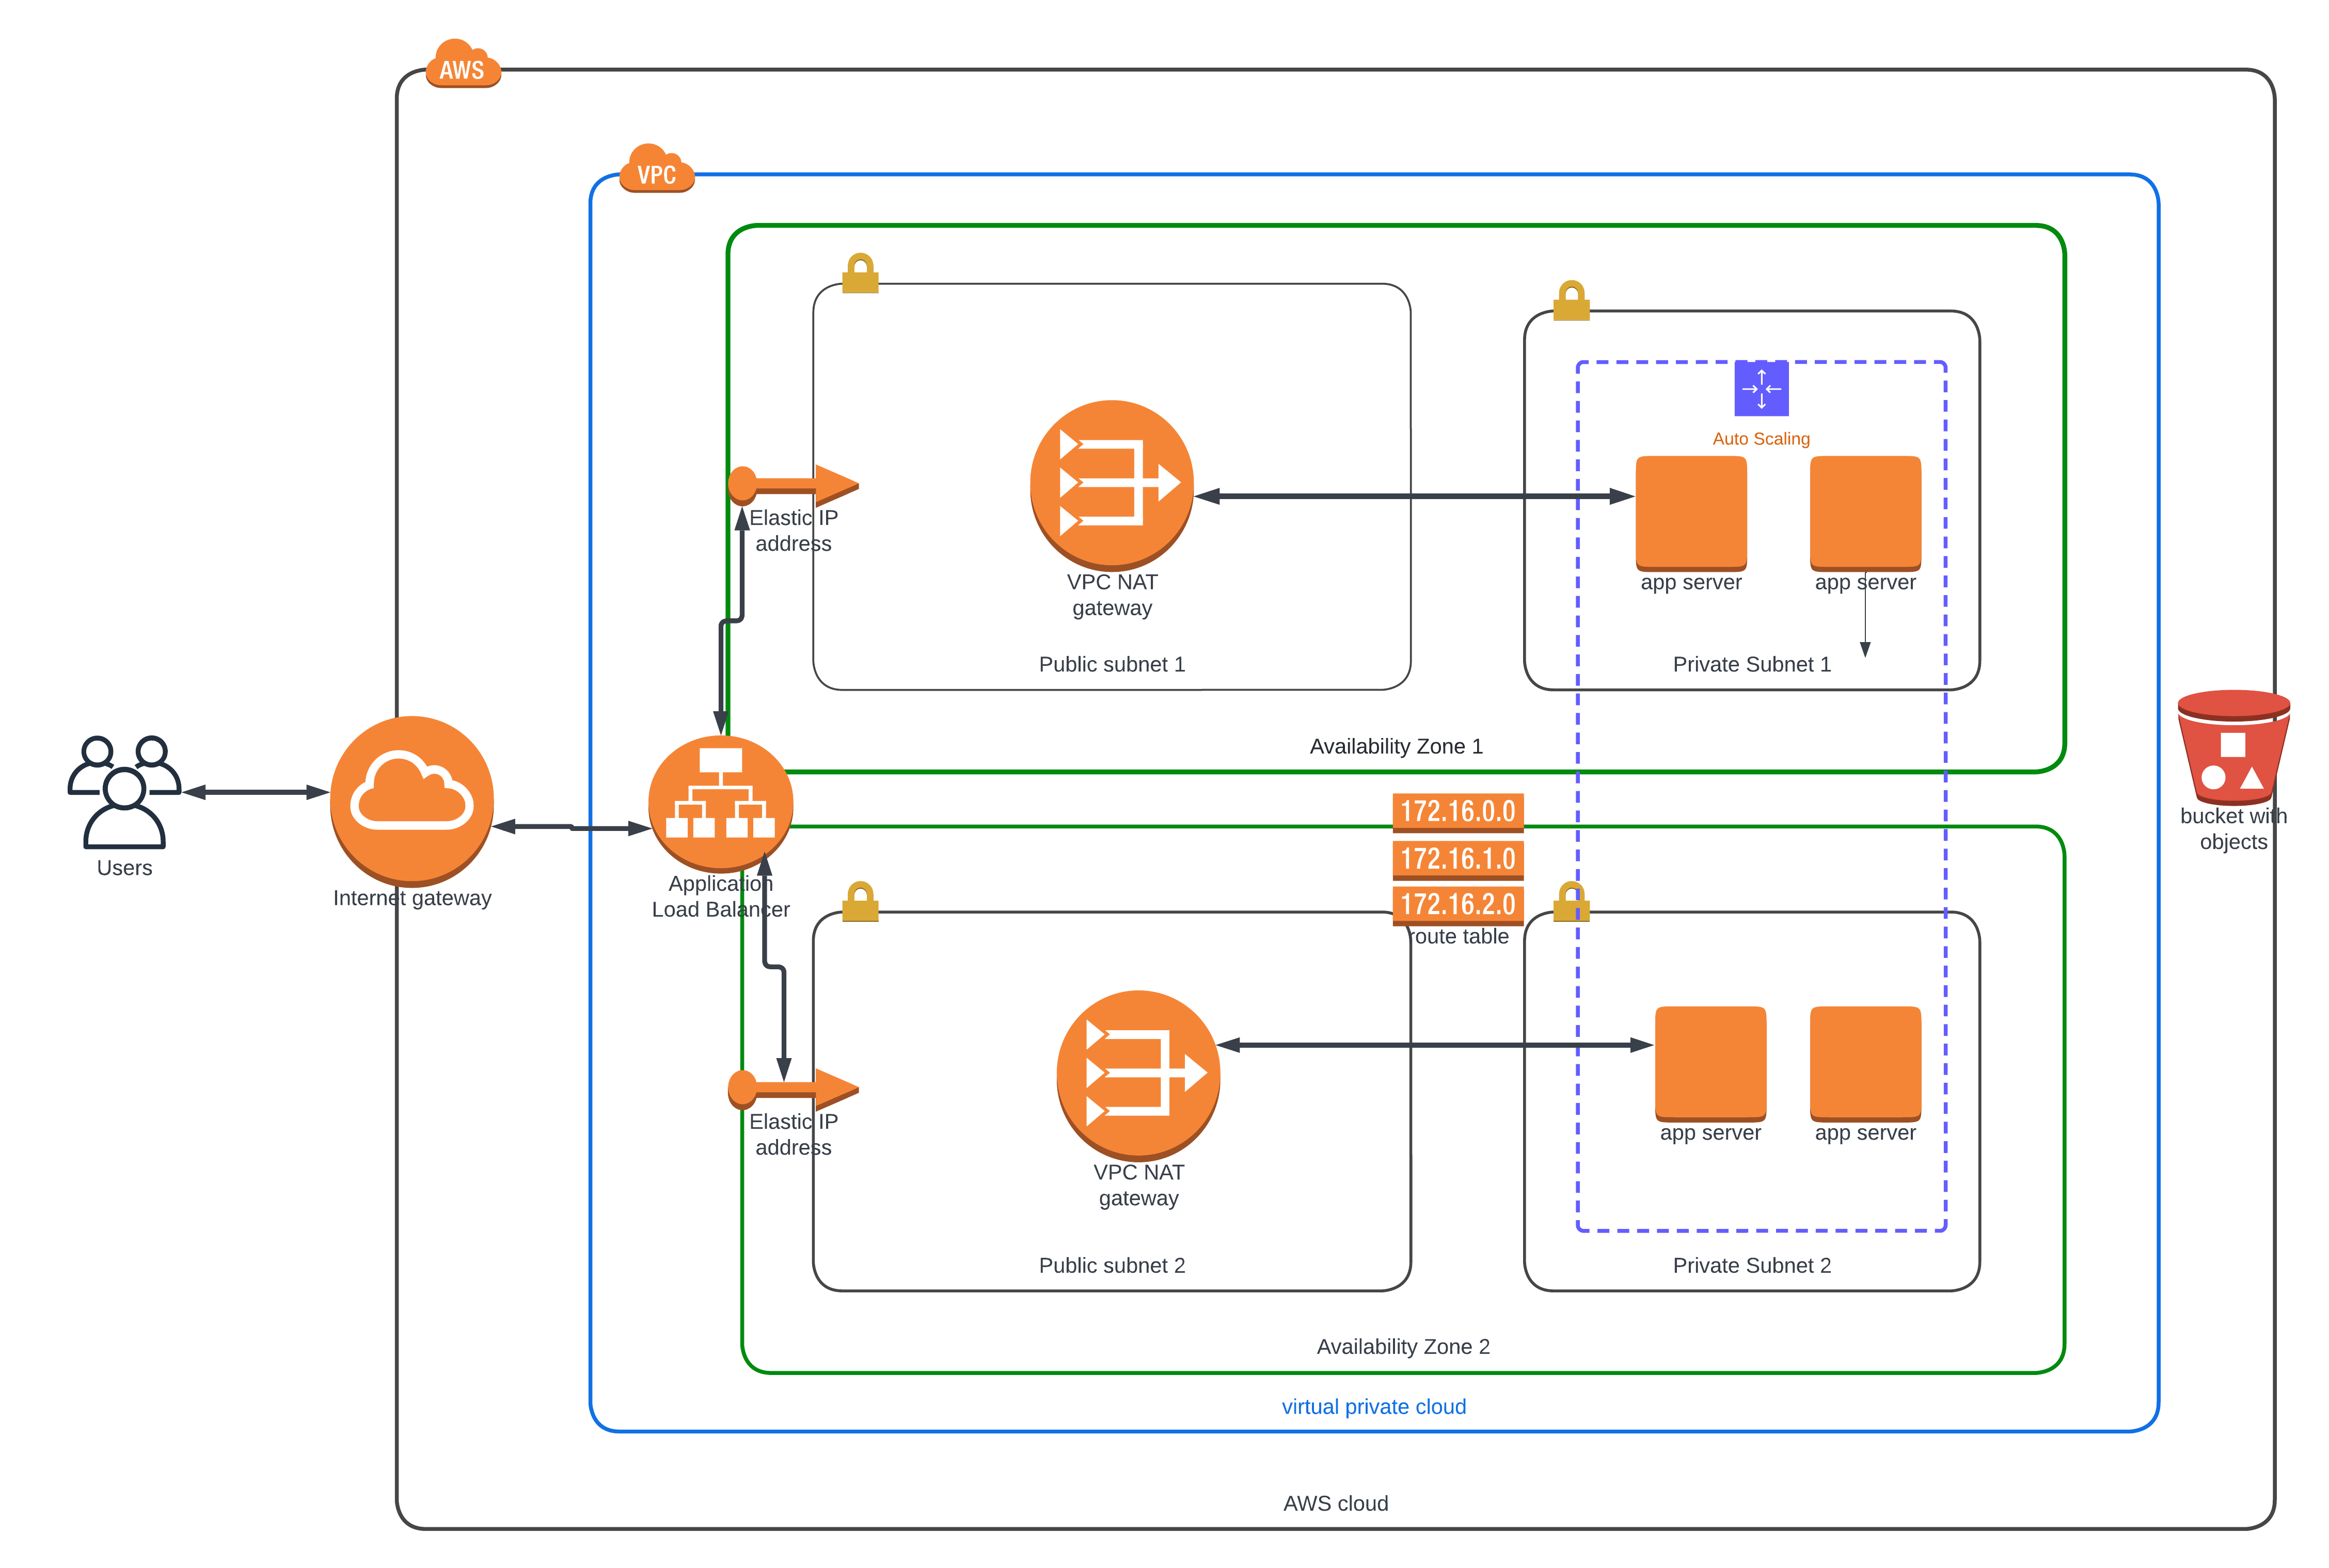 AWS
VPC
Auto Scaling
Elastic IP
address
VPC NAT
gateway
app server
app server
Public subnet 1
Private Subnet 1
Availability Zone 1
172.16.0.0
172.16.1.0
172.16.2.0
route table
bucket with
objects
Users
Internet gateway
Application
Load Balancer
Elastic IP
address
VPC NAT
gateway
app server
app server
Public subnet 2
Private Subnet 2
Availability Zone 2
virtual private cloud
AWS cloud